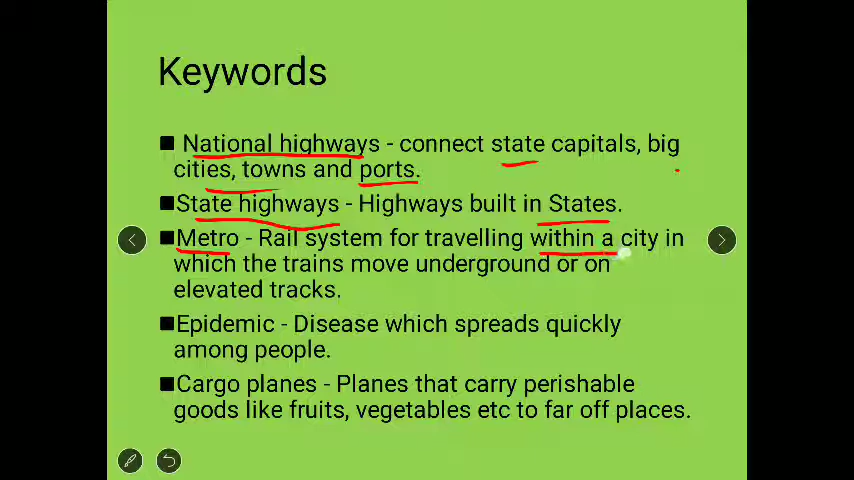 Keywords
■ National highways - connect state capitals, big
cities, towns and ports.
■State highways - Highways built in States.
■Metro - Rail system for travelling within a city in
which the trains move underground or on
elevated tracks.
■Epidemic - Disease which spreads quickly
among people.
■Cargo planes - Planes that carry perishable
goods like fruits, vegetables etc to far off places.